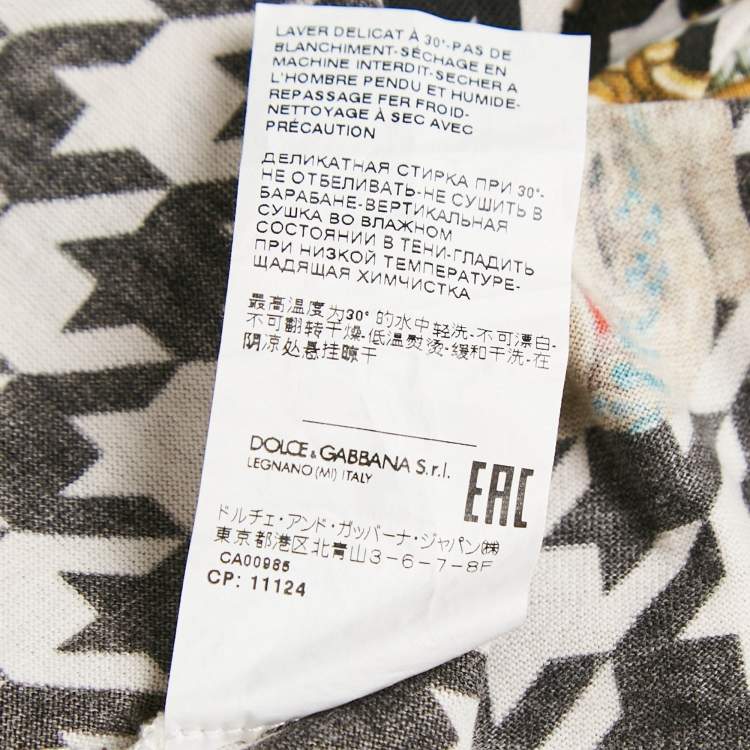 LAVER DELICAT À 30°-PAS DE
BLANCHIMENT-SÉCHAGE EN
MACHINE INTERDIT-SECHER A
L'HOMBRE PENDU ET HUMIDE-
REPASSAGE FER FROID-
NETTOYAGE À SEC AVEC
PRÉCAUTION
ДЕЛИКАТНАЯ СТИРКА ПРИ 30°-
НЕ ОТБЕЛИВАТЬ-НЕ СУШИТЬ В
БАРАБАНЕ-ВЕРТИКАЛЬНАЯ
СУШКА ВО ВЛАЖНОМ
СОСТОЯНИИ В ТЕНИ-ГЛАДИТЬ
ПРИ НИЗКОЙ ТЕМПЕРАТУРЕ-
ЩАДЯЩАЯ ХИМЧИСТКА
最高温度为30°的水中轻洗-不可漂白-
不可翻转干燥-低温熨烫-缓和干洗-在
阴凉处悬挂晾干
DOLCE & GABBANA S.r.l.
LEGNANO (MI) ITALY
EAC
ドルチェ・アンド・ガッバーナ・ジャパン㈱
東京都港区北青山3-6-7-8F
CA00985
CP: 11124